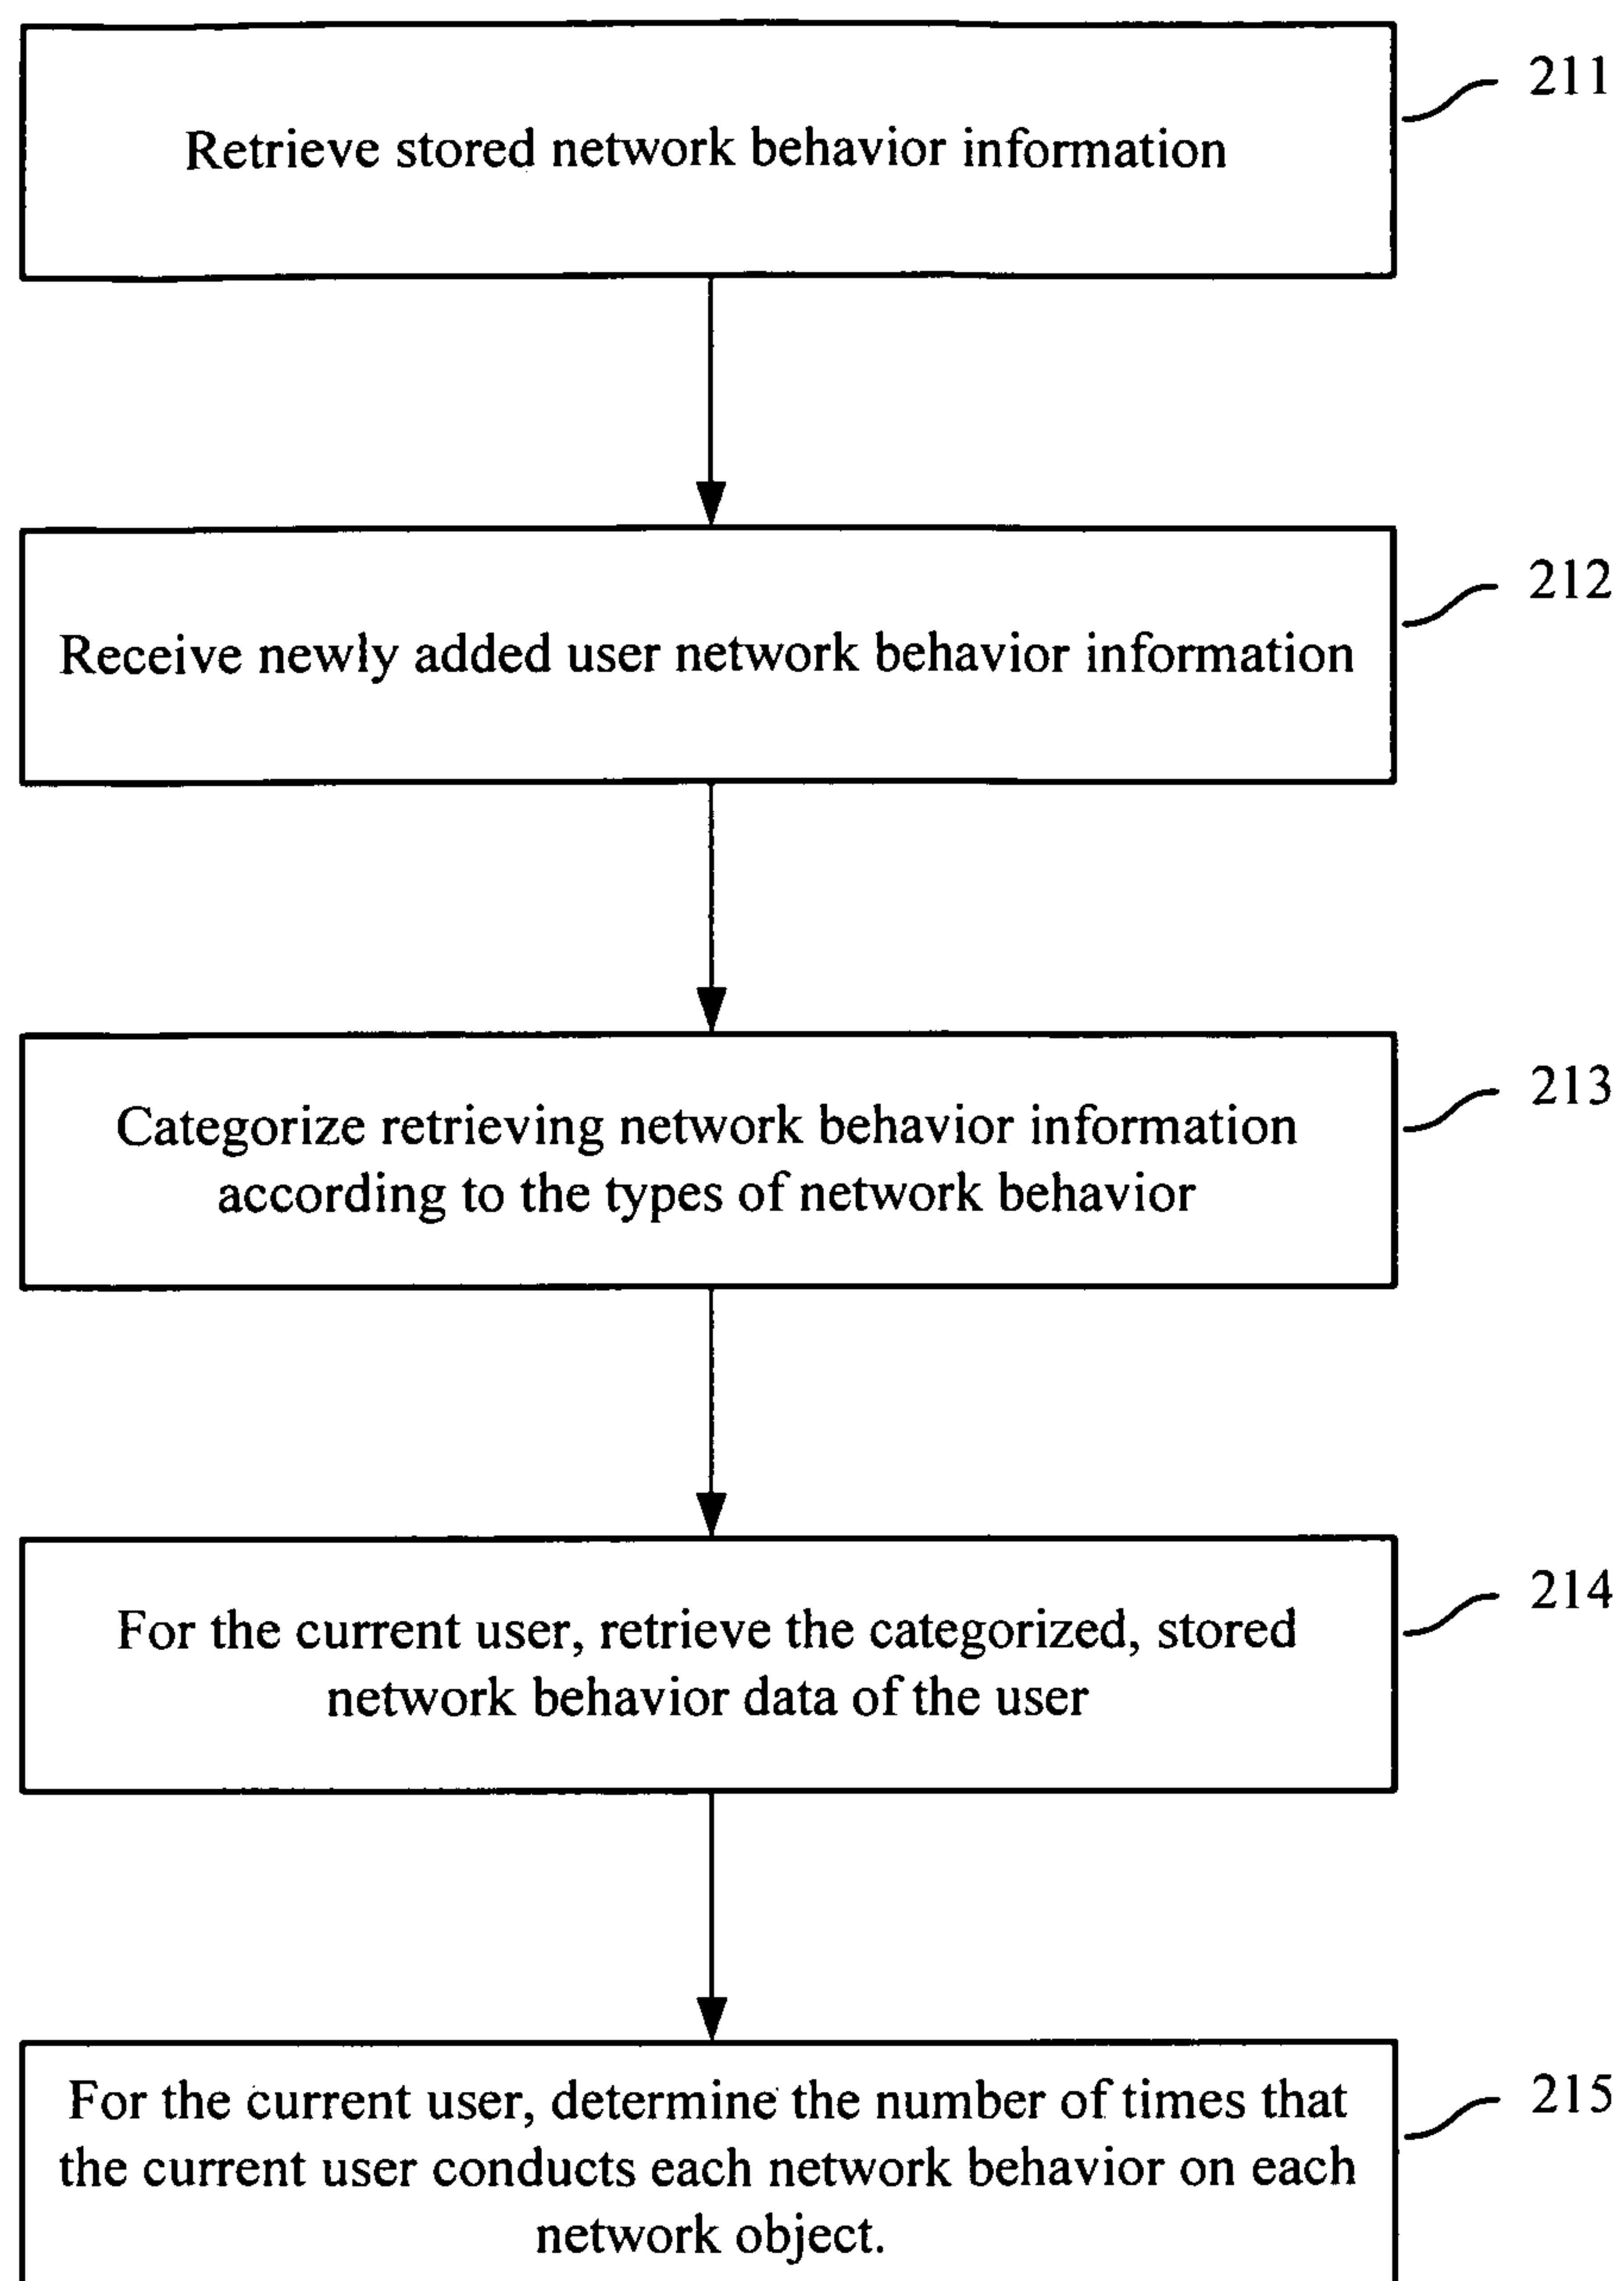 Retrieve stored network behavior information
211
Receive newly added user network behavior information
212
Categorize retrieving network behavior information
according to the types of network behavior
213
For the current user, retrieve the categorized, stored
network behavior data of the user
214
For the current user, determine the number of times that
the current user conducts each network behavior on each
network object.
215